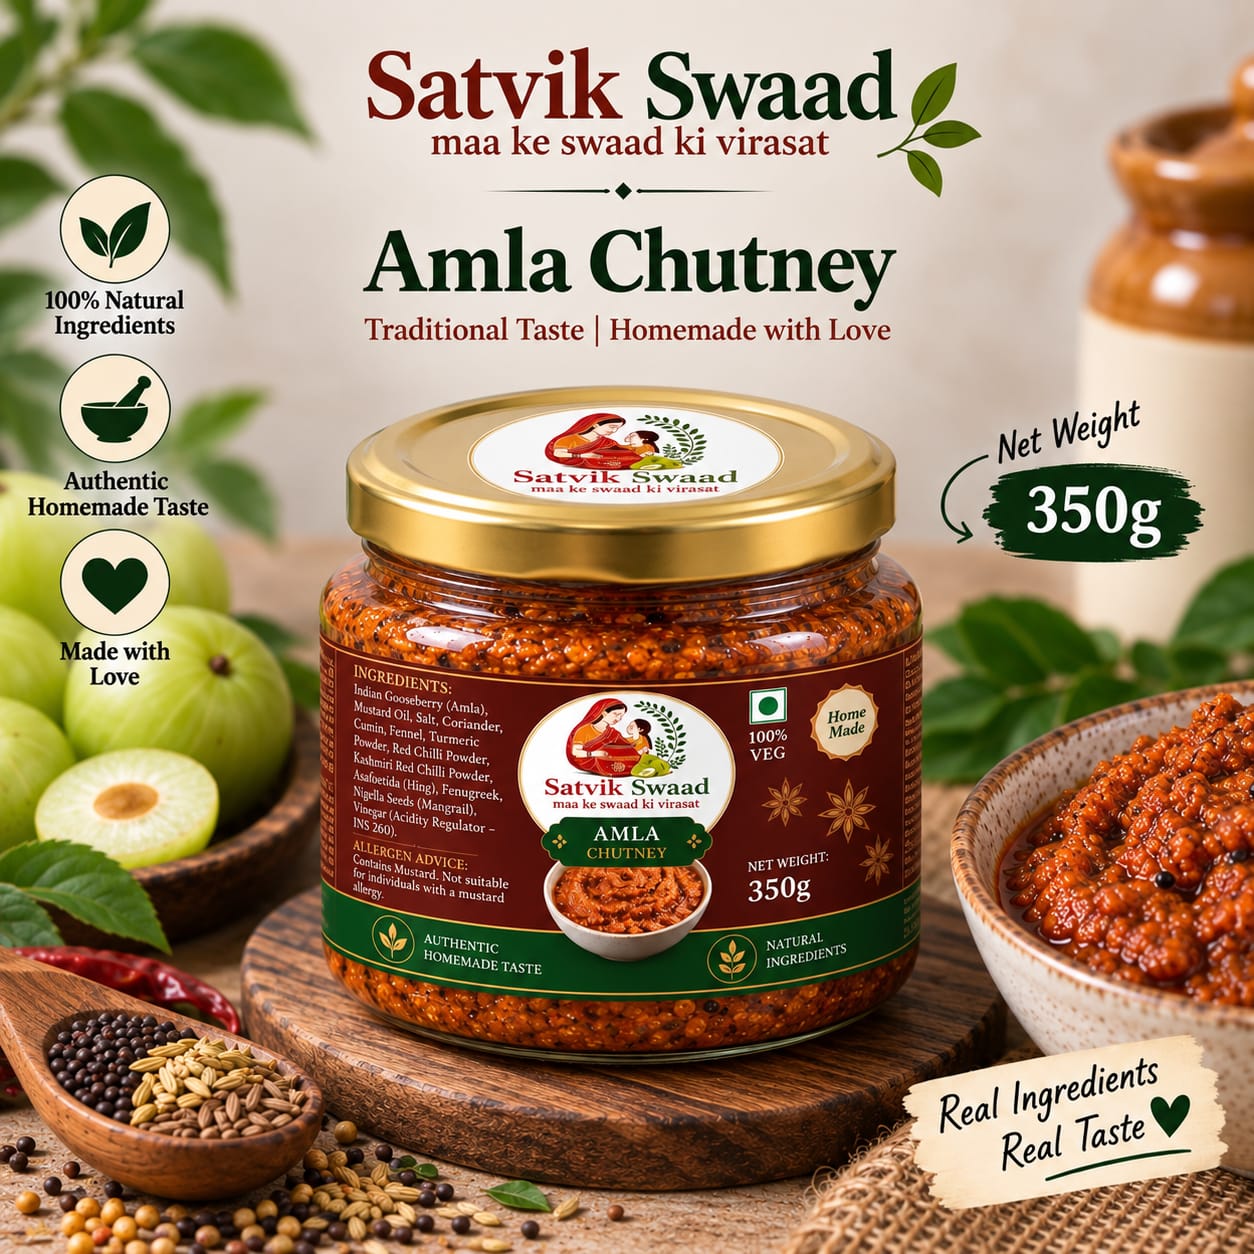 Satvik Swaad
maa ke swaad ki virasat
Amla Chutney
Traditional Taste | Homemade with Love
100% Natural
Ingredients
Authentic
Homemade Taste
Made with
Love
Net Weight
350g
Satvik Swaad
maa ke swaad ki virasat
INGREDIENTS:
Indian Gooseberry (Amla),
Mustard Oil, Salt, Coriander,
Cumin, Fennel, Turmeric
Powder, Red Chilli Powder,
Kashmiri Red Chilli Powder,
Asafoetida (Hing), Fenugreek,
Nigella Seeds (Mangrail),
Vinegar (Acidity Regulator –
INS 260).
ALLERGEN ADVICE:
Contains Mustard. Not suitable
for individuals with a mustard
allergy.
Satvik Swaad
maa ke swaad ki virasat
AMLA
CHUTNEY
100%
VEG
Home
Made
NET WEIGHT:
350g
AUTHENTIC
HOMEMADE TASTE
NATURAL
INGREDIENTS
Real Ingredients
Real Taste